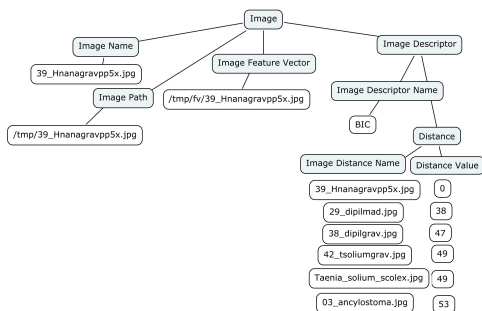 Image
Image Name
Image Descriptor
39_Hnanagravpp5x.jpg
Image Feature Vector
Image Path
/tmp/fv/39_Hnanagravpp5x.jpg
Image Descriptor Name
/tmp/39_Hnanagravpp5x.jpg
BIC
Distance
Image Distance Name
Distance Value
39_Hnanagravpp5x.jpg 0
29_dipilmad.jpg 38
38_dipilgrav.jpg 47
42_tsoliumgrav.jpg 49
Taenia_solium_scolex.jpg 49
03_ancylostoma.jpg 53